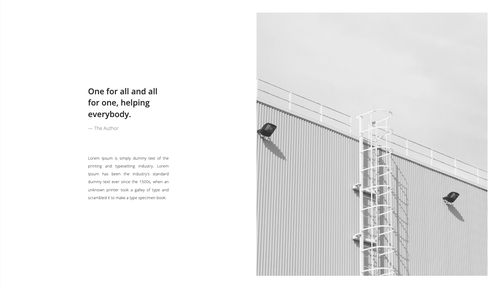 One for all and all
for one, helping
everybody.
— The Author
Lorem Ipsum is simply dummy text of the
printing and typesetting industry. Lorem
Ipsum has been the industry's standard
dummy text ever since the 1500s, when an
unknown printer took a galley of type and
scrambled it to make a type specimen book.